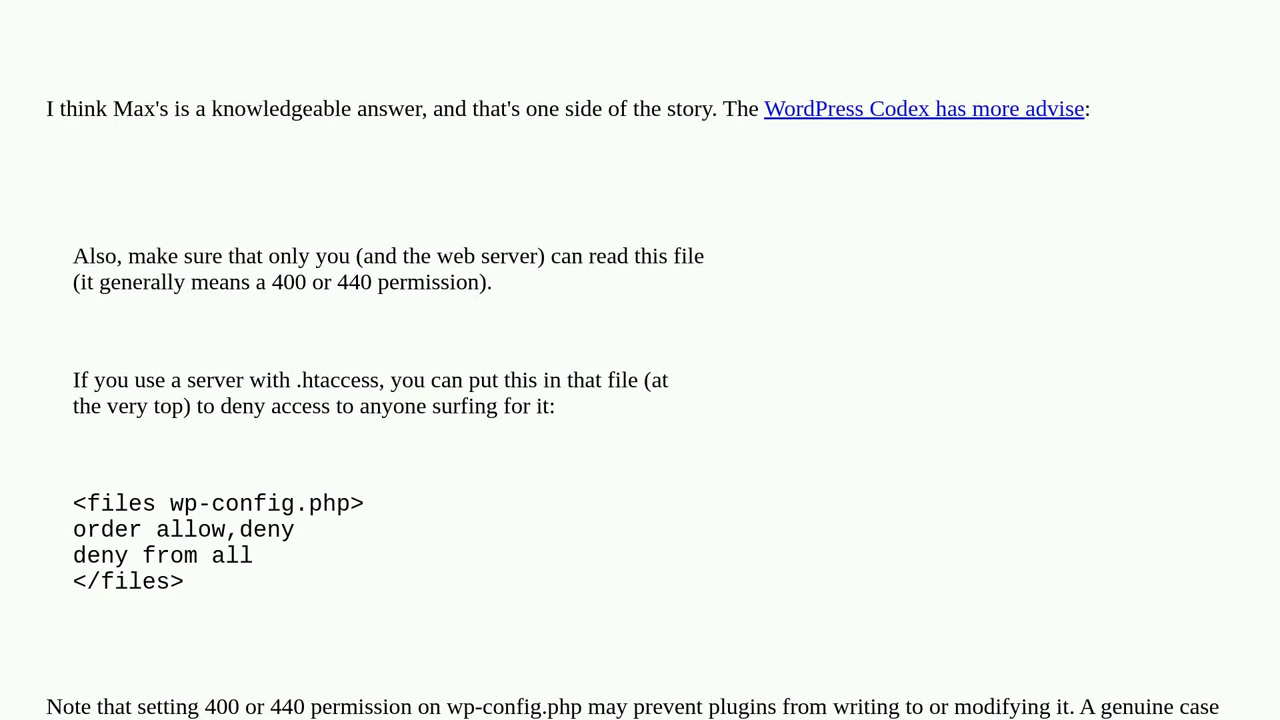 I think Max's is a knowledgeable answer, and that's one side of the story. The WordPress Codex has more advise:
Also, make sure that only you (and the web server) can read this file
(it generally means a 400 or 440 permission).
If you use a server with .htaccess, you can put this in that file (at
the very top) to deny access to anyone surfing for it:
<files wp-config.php>
order allow,deny
deny from all
</files>
Note that setting 400 or 440 permission on wp-config.php may prevent plugins from writing to or modifying it. A genuine case